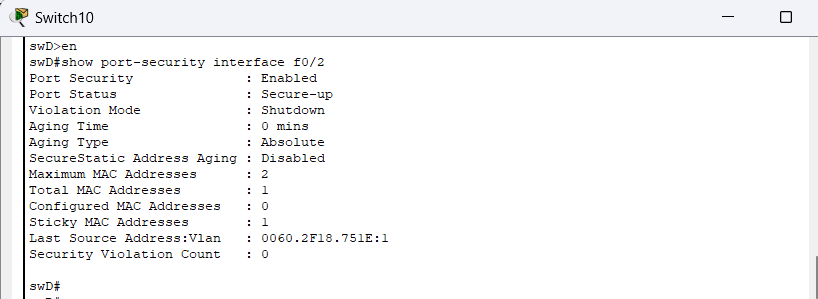 Switch10
swD>en
swD#show port-security interface f0/2
Port Security : Enabled
Port Status : Secure-up
Violation Mode : Shutdown
Aging Time : 0 mins
Aging Type : Absolute
SecureStatic Address Aging : Disabled
Maximum MAC Addresses : 2
Total MAC Addresses : 1
Configured MAC Addresses : 0
Sticky MAC Addresses : 1
Last Source Address:Vlan : 0060.2F18.751E:1
Security Violation Count : 0
swD#